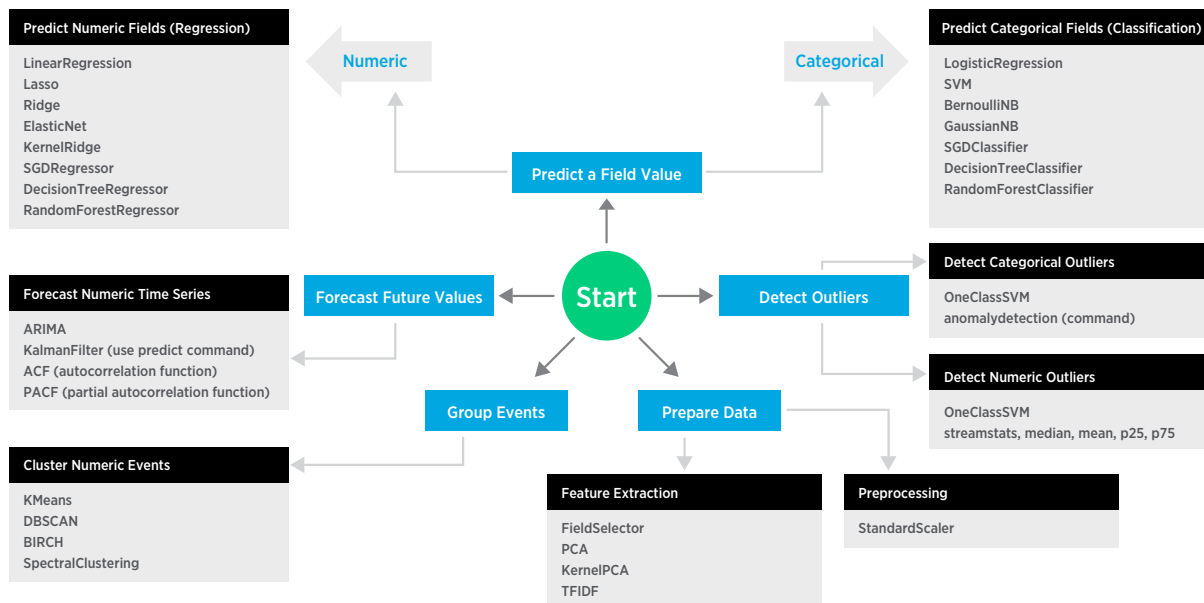 Predict Numeric Fields (Regression)
LinearRegression
Lasso
Ridge
ElasticNet
KernelRidge
SGDRegressor
DecisionTreeRegressor
RandomForestRegressor
Numeric
Categorical
Predict Categorical Fields (Classification)
LogisticRegression
SVM
BernoulliNB
GaussianNB
SGDClassifier
DecisionTreeClassifier
RandomForestClassifier
Predict a Field Value
Forecast Numeric Time Series
ARIMA
KalmanFilter (use predict command)
ACF (autocorrelation function)
PACF (partial autocorrelation function)
Forecast Future Values
Start
Detect Outliers
Detect Categorical Outliers
OneClassSVM
anomalydetection (command)
Detect Numeric Outliers
OneClassSVM
streamstats, median, mean, p25, p75
Group Events
Prepare Data
Cluster Numeric Events
KMeans
DBSCAN
BIRCH
SpectralClustering
Feature Extraction
FieldSelector
PCA
KernelPCA
TFIDF
Preprocessing
StandardScaler